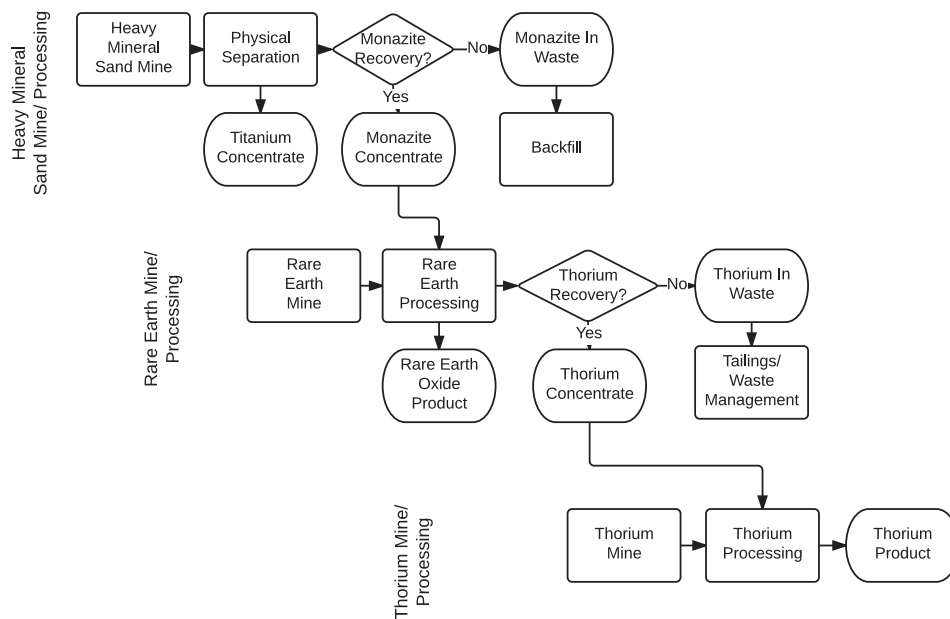 Heavy Mineral
Sand Mine/ Processing
Heavy
Mineral
Sand Mine
Physical
Separation
Monazite
Recovery?
No
Monazite In
Waste
Yes
Titanium
Concentrate
Monazite
Concentrate
Backfill
Rare Earth Mine/
Processing
Rare
Earth
Mine
Rare
Earth
Processing
Thorium
Recovery?
No
Thorium In
Waste
Yes
Rare Earth
Oxide
Product
Thorium
Concentrate
Tailings/
Waste
Management
Thorium Mine/
Processing
Thorium
Mine
Thorium
Processing
Thorium
Product